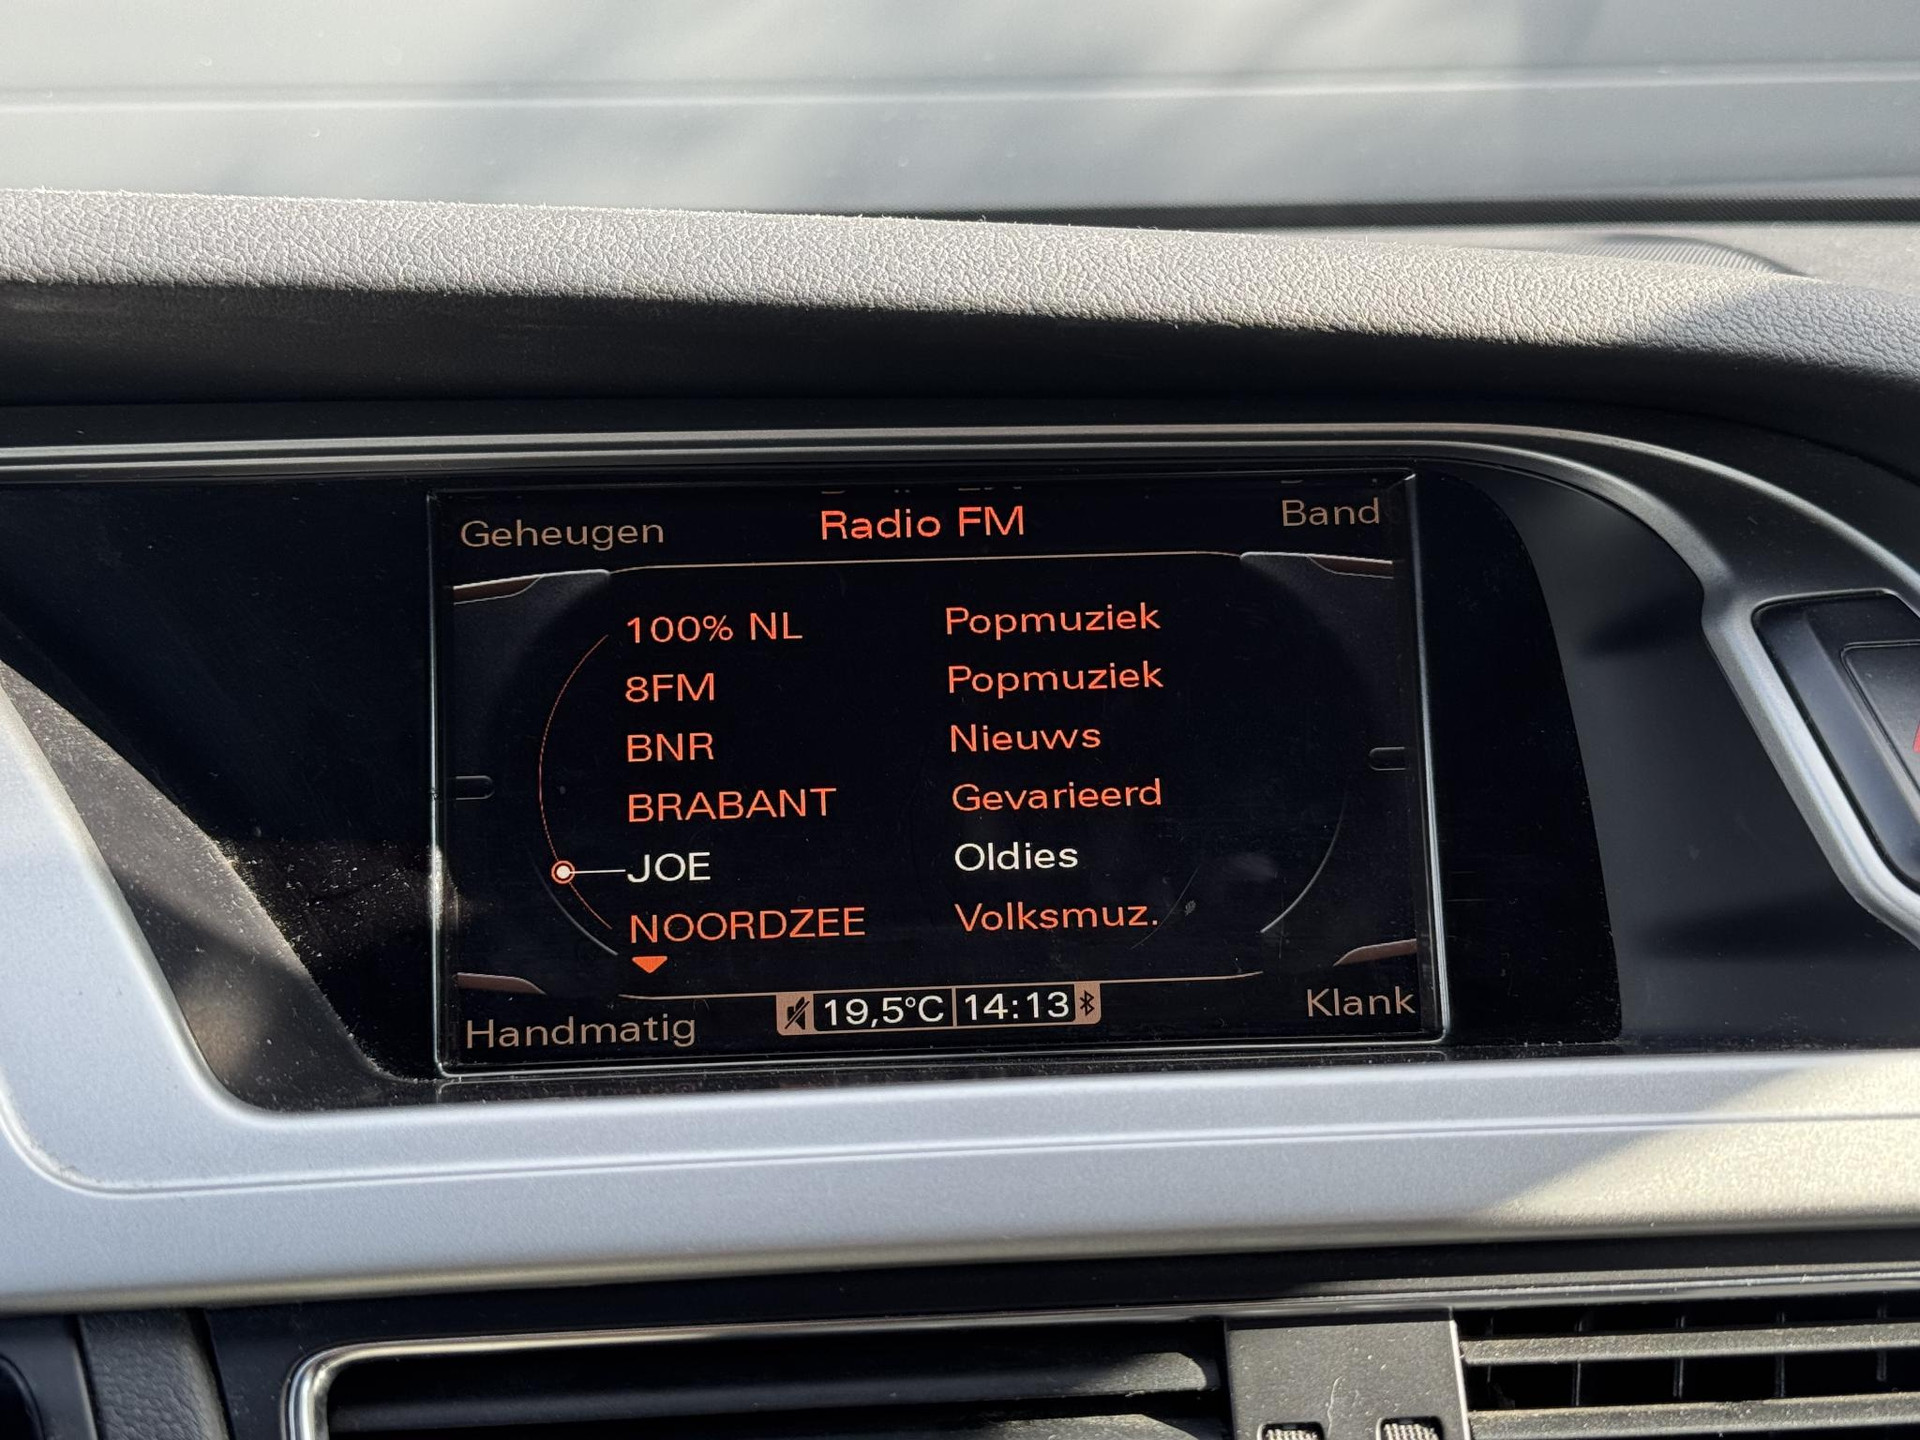 Geheugen Radio FM Band
100% NL Popmuziek
8FM Popmuziek
BNR Nieuws
BRABANT Gevarieerd
JOE Oldies
NOORDZEE Volksmuz.
Handmatig 19,5°C 14:13 Klank